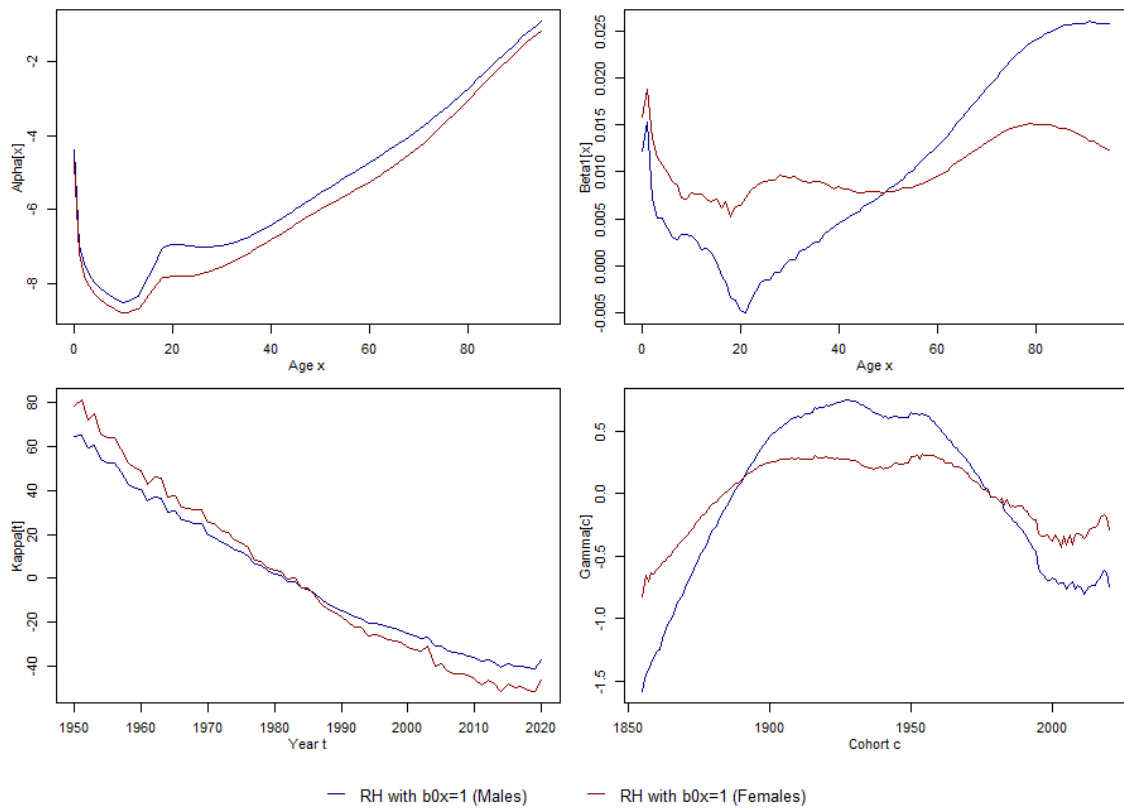 Alpha[x]
-2
-4
-6
-8
0 20 40 60 80
Age x
Beta1[x]
0.025
0.020
0.015
0.010
0.005
0.000
-0.005
0 20 40 60 80
Age x
Kappa[t]
80
60
40
20
0
-20
-40
1950 1960 1970 1980 1990 2000 2010 2020
Year t
Gamma[c]
0.5
0.0
-0.5
-1.0
-1.5
1850 1900 1950 2000
Cohort c
RH with b0x=1 (Males) RH with b0x=1 (Females)